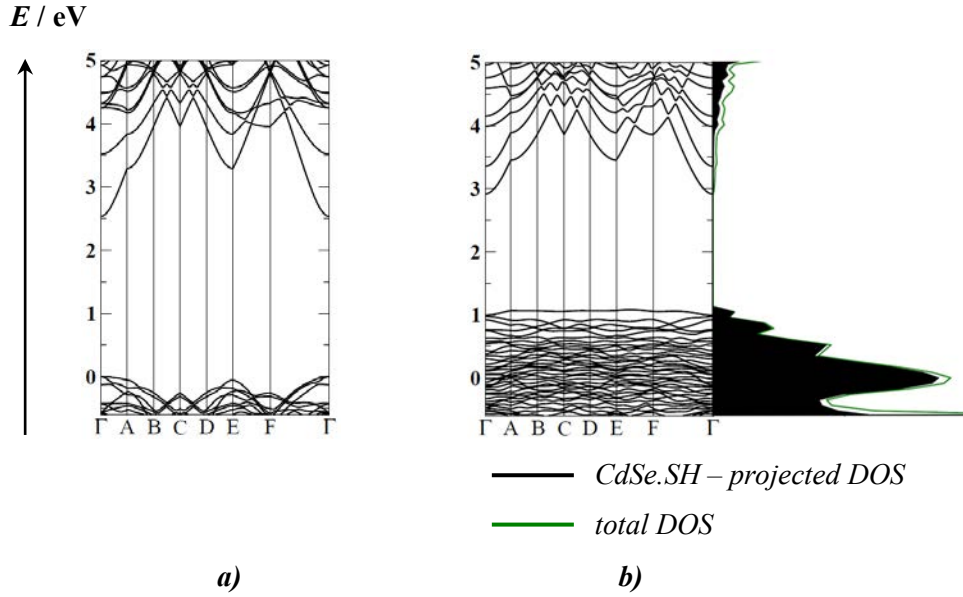 E / eV
5
4
3
2
1
0
Γ A B C D E F Γ
5
4
3
2
1
0
Γ A B C D E F Γ
CdSe.SH – projected DOS
total DOS
a)
b)